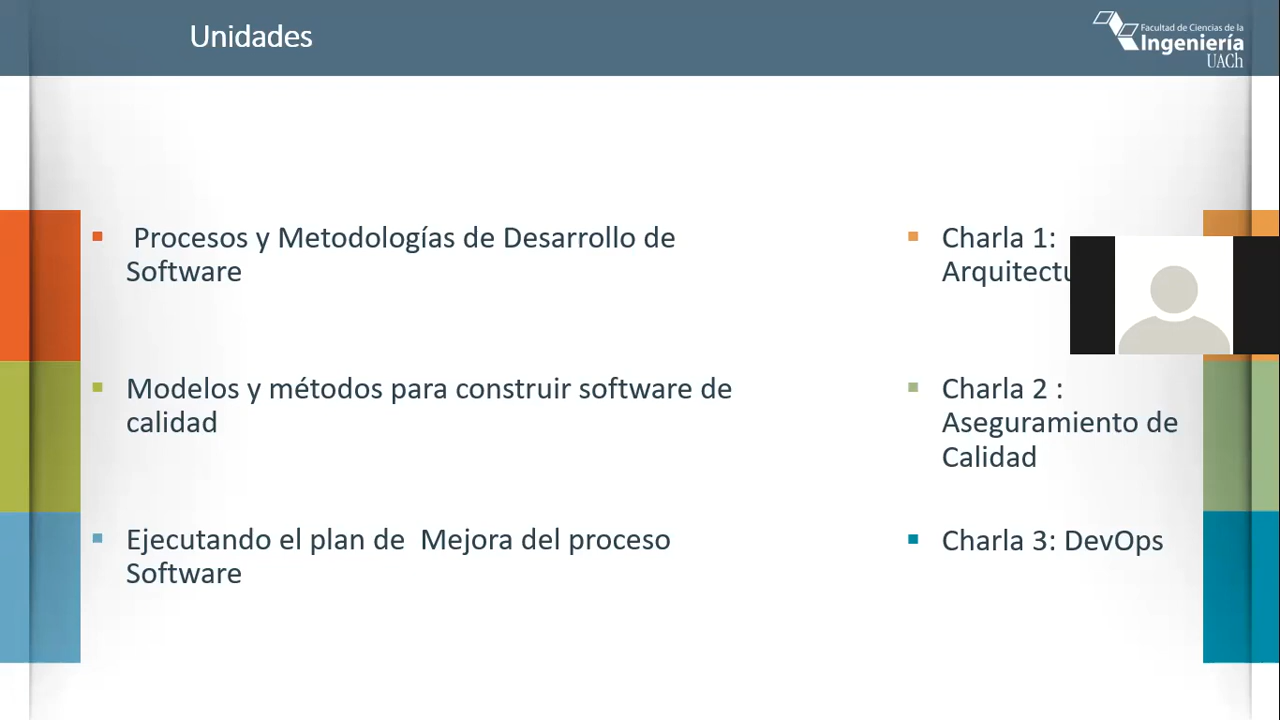 Unidades
Facultad de Ciencias de la
Ingeniería
UACh
Procesos y Metodologías de Desarrollo de
Software
Modelos y métodos para construir software de
calidad
Ejecutando el plan de  Mejora del proceso
Software
Charla 1:
Charla 2 :
Aseguramiento de
Calidad
Charla 3: DevOps